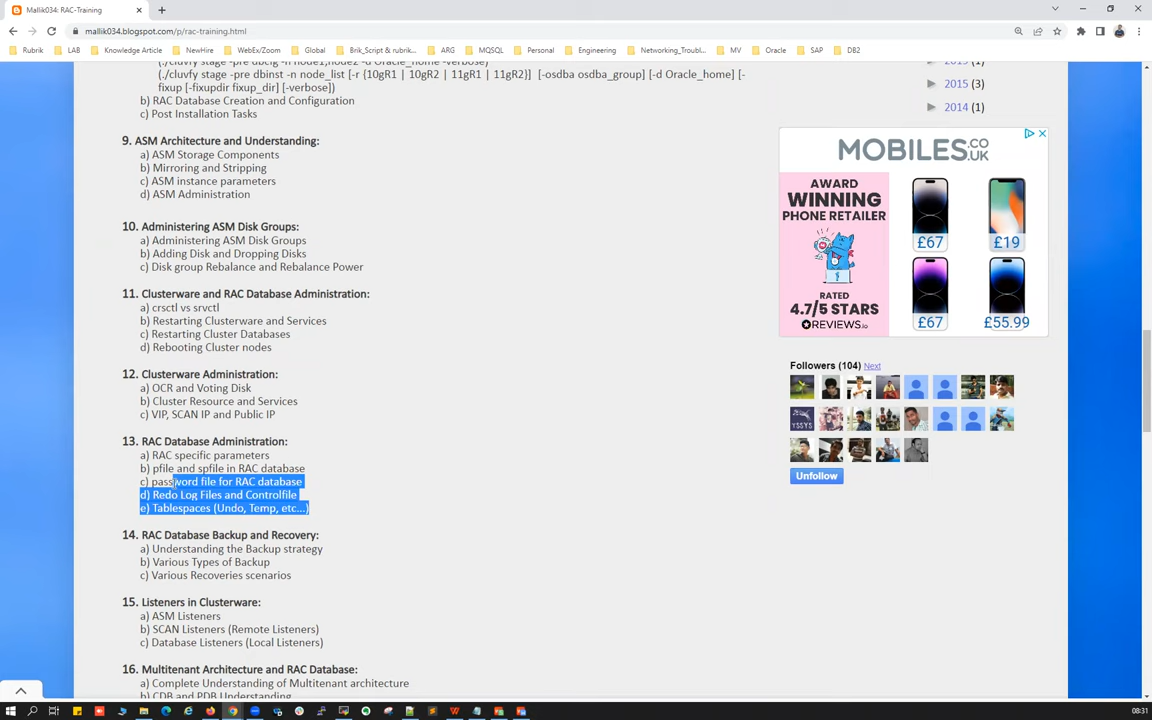 Mallik034: RAC-Training
mallik034.blogspot.com/p/rac-training.html
Rubrik
LAB
Knowledge Article
NewHire
WebEx/Zoom
Global
Brik_Script & rubrik...
ARG
MQSQL
Personal
Engineering
Networking_Troubl...
MV
Oracle
SAP
DB2
(./cluvfy stage -pre dbinst -n node_list [-r {10gR1 | 10gR2 | 11gR1 | 11gR2}] [-osdba osdba_group] [-d Oracle_home] [-
fixup [-fixupdir fixup_dir] [-verbose])
b) RAC Database Creation and Configuration
c) Post Installation Tasks
9. ASM Architecture and Understanding:
a) ASM Storage Components
b) Mirroring and Stripping
c) ASM instance parameters
d) ASM Administration
10. Administering ASM Disk Groups:
a) Administering ASM Disk Groups
b) Adding Disk and Dropping Disks
c) Disk group Rebalance and Rebalance Power
11. Clusterware and RAC Database Administration:
a) crsctl vs srvctl
b) Restarting Clusterware and Services
c) Restarting Cluster Databases
d) Rebooting Cluster nodes
12. Clusterware Administration:
a) OCR and Voting Disk
b) Cluster Resource and Services
c) VIP, SCAN IP and Public IP
13. RAC Database Administration:
a) RAC specific parameters
b) pfile and spfile in RAC database
c) password file for RAC database
d) Redo Log Files and Controlfile
e) Tablespaces (Undo, Temp, etc...)
14. RAC Database Backup and Recovery:
a) Understanding the Backup strategy
b) Various Types of Backup
c) Various Recoveries scenarios
15. Listeners in Clusterware:
a) ASM Listeners
b) SCAN Listeners (Remote Listeners)
c) Database Listeners (Local Listeners)
16. Multitenant Architecture and RAC Database:
a) Complete Understanding of Multitenant architecture
b) CDB and PDB Understanding
► 2015 (3)
► 2014 (1)
MOBILES.CO
.UK
AWARD
WINNING
PHONE RETAILER
RATED
4.7/5 STARS
REVIEWS.io
£67
£19
£67
£55.99
Followers (104) Next
Unfollow
08:31